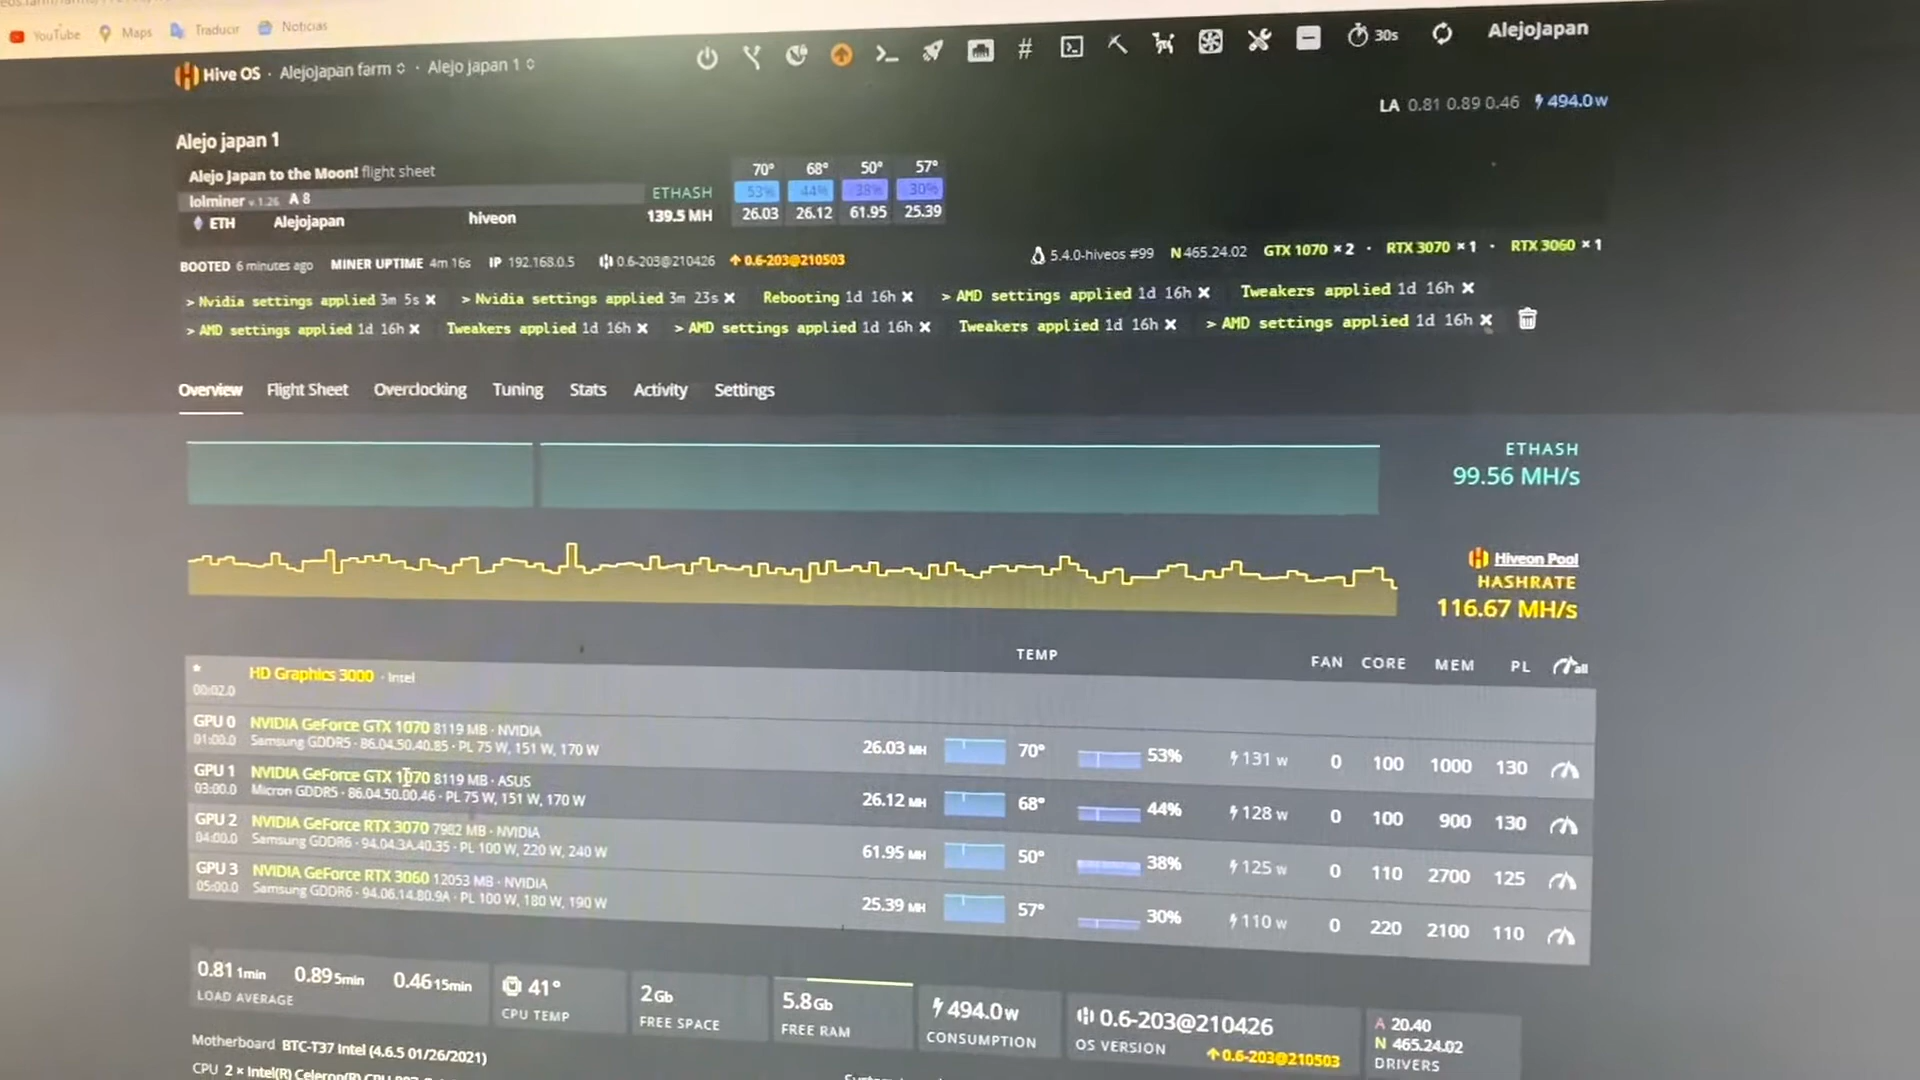 YouTube Maps Traducir Noticias
Hive OS · AlejoJapan farm · Alejo japan 1
30s AlejoJapan
LA 0.81 0.89 0.46 494.0 w
Alejo japan 1
Alejo Japan to the Moon! flight sheet
lolminer v 1.26 A 8
ETHASH
ETH Alejojapan hiveon 139.5 MH
70° 68° 50° 57°
53% 44% 38% 30%
26.03 26.12 61.95 25.39
BOOTED 6 minutes ago MINER UPTIME 4m 16s IP 192.168.0.5 0.6-203@210426 0.6-203@210503
5.4.0-hiveos #99 N 465.24.02 GTX 1070 × 2 · RTX 3070 × 1 · RTX 3060 × 1
> Nvidia settings applied 3m 5s × > Nvidia settings applied 3m 23s × Rebooting 1d 16h × > AMD settings applied 1d 16h × Tweakers applied 1d 16h ×
> AMD settings applied 1d 16h × Tweakers applied 1d 16h × > AMD settings applied 1d 16h × Tweakers applied 1d 16h × > AMD settings applied 1d 16h ×
Overview Flight Sheet Overclocking Tuning Stats Activity Settings
ETHASH
99.56 MH/s
Hiveon Pool
HASHRATE
116.67 MH/s
TEMP FAN CORE MEM PL all
HD Graphics 3000 · Intel
00:02.0
GPU 0 NVIDIA GeForce GTX 1070 8119 MB · NVIDIA
01:00.0 Samsung GDDR5 · 86.04.50.40.85 · PL 75 W, 151 W, 170 W
26.03 MH 70° 53% 131 w 0 100 1000 130
GPU 1 NVIDIA GeForce GTX 1070 8119 MB · ASUS
03:00.0 Micron GDDR5 · 86.04.50.00.46 · PL 75 W, 151 W, 170 W
26.12 MH 68° 44% 128 w 0 100 900 130
GPU 2 NVIDIA GeForce RTX 3070 7982 MB · NVIDIA
04:00.0 Samsung GDDR6 · 94.04.3A.40.35 · PL 100 W, 220 W, 240 W
61.95 MH 50° 38% 125 w 0 110 2700 125
GPU 3 NVIDIA GeForce RTX 3060 12053 MB · NVIDIA
05:00.0 Samsung GDDR6 · 94.06.14.80.9A · PL 100 W, 180 W, 190 W
25.39 MH 57° 30% 110 w 0 220 2100 110
0.81 1min 0.89 5min 0.46 15min
LOAD AVERAGE
41°
CPU TEMP
2 Gb
FREE SPACE
5.8 Gb
FREE RAM
494.0 w
CONSUMPTION
0.6-203@210426
OS VERSION 0.6-203@210503
A 20.40
N 465.24.02
DRIVERS
Motherboard BTC-T37 Intel (4.6.5 01/26/2021)
CPU 2 × Intel(R) Celeron(R) CPU